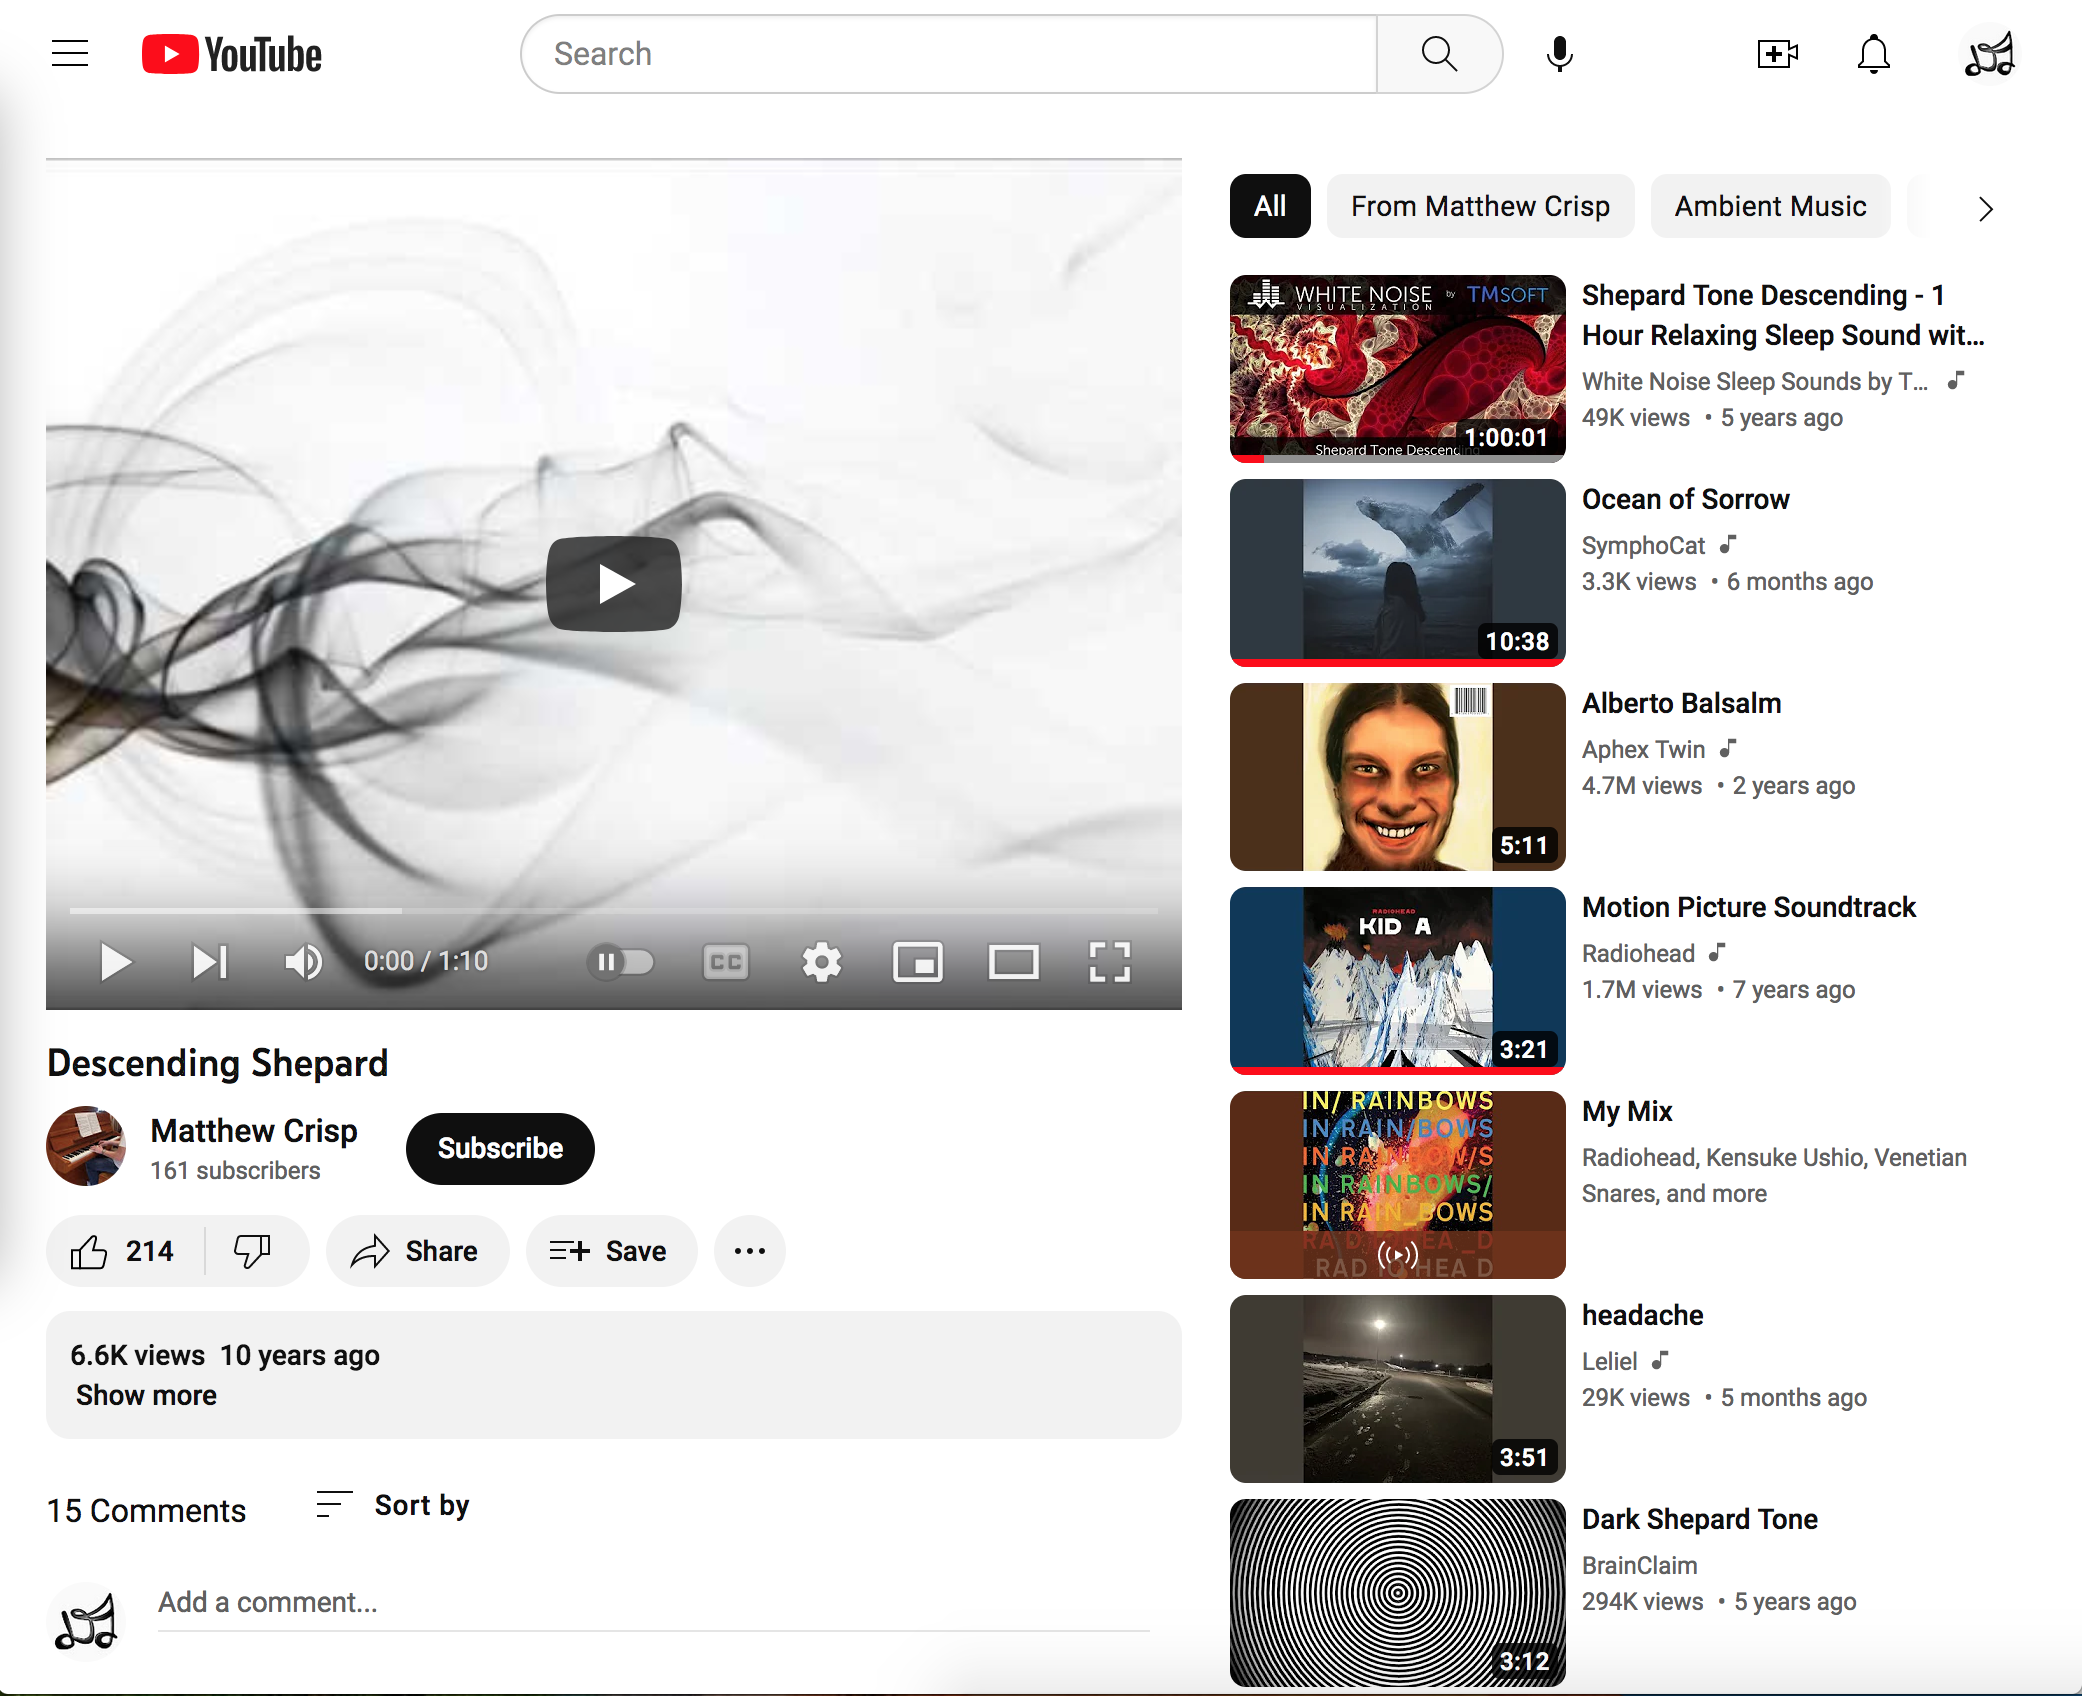 YouTube
Search
All
From Matthew Crisp
Ambient Music
WHITE NOISE by TMSOFT
VISUALIZATION
1:00:01
Shepard Tone Descending
Shepard Tone Descending - 1
Hour Relaxing Sleep Sound wit...
White Noise Sleep Sounds by T...
49K views • 5 years ago
10:38
Ocean of Sorrow
SymphoCat
3.3K views • 6 months ago
5:11
Alberto Balsalm
Aphex Twin
4.7M views • 2 years ago
RADIOHEAD
KID A
3:21
Motion Picture Soundtrack
Radiohead
1.7M views • 7 years ago
IN/ RAINBOWS
IN RAIN/BOWS
IN RAINBOW/S
IN RAINBOWS/
IN RAIN_BOWS
RA D IOHEA _D
RAD IO HEA D
My Mix
Radiohead, Kensuke Ushio, Venetian
Snares, and more
3:51
headache
Leliel
29K views • 5 months ago
3:12
Dark Shepard Tone
BrainClaim
294K views • 5 years ago
0:00 / 1:10
CC
Descending Shepard
Matthew Crisp
161 subscribers
Subscribe
214
Share
Save
6.6K views 10 years ago
Show more
15 Comments
Sort by
Add a comment...